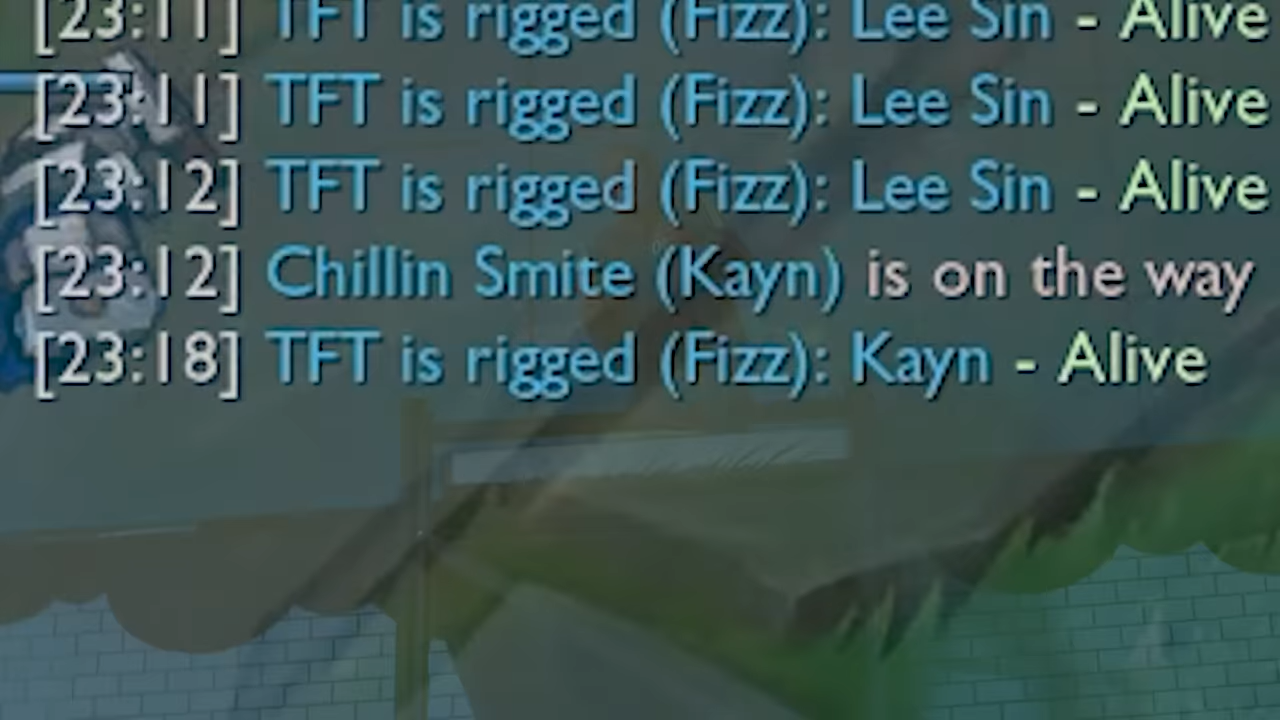 [23:11] TFT is rigged (Fizz): Lee Sin - Alive
[23:11] TFT is rigged (Fizz): Lee Sin - Alive
[23:12] TFT is rigged (Fizz): Lee Sin - Alive
[23:12] Chillin Smite (Kayn) is on the way
[23:18] TFT is rigged (Fizz): Kayn - Alive